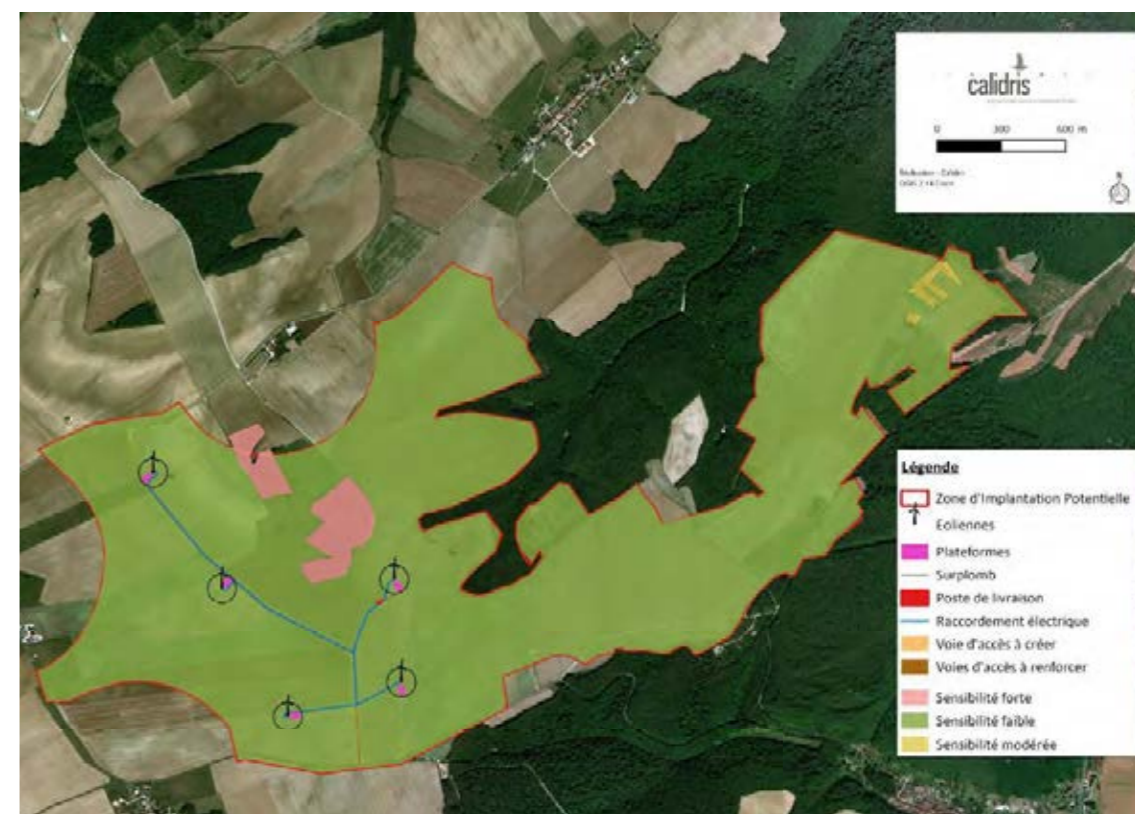 calidris
0 300 600 m
Légende
Zone d'Implantation Potentielle
Eoliennes
Plateformes
Surplomb
Poste de livraison
Raccordement électrique
Voie d'accès à créer
Voies d'accès à renforcer
Sensibilité forte
Sensibilité faible
Sensibilité modérée